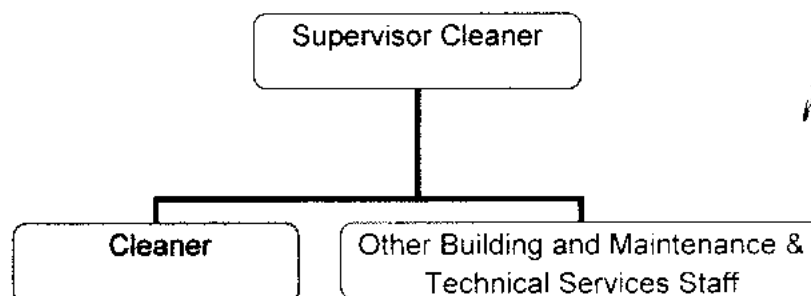 Supervisor Cleaner
Cleaner
Other Building and Maintenance &
Technical Services Staff